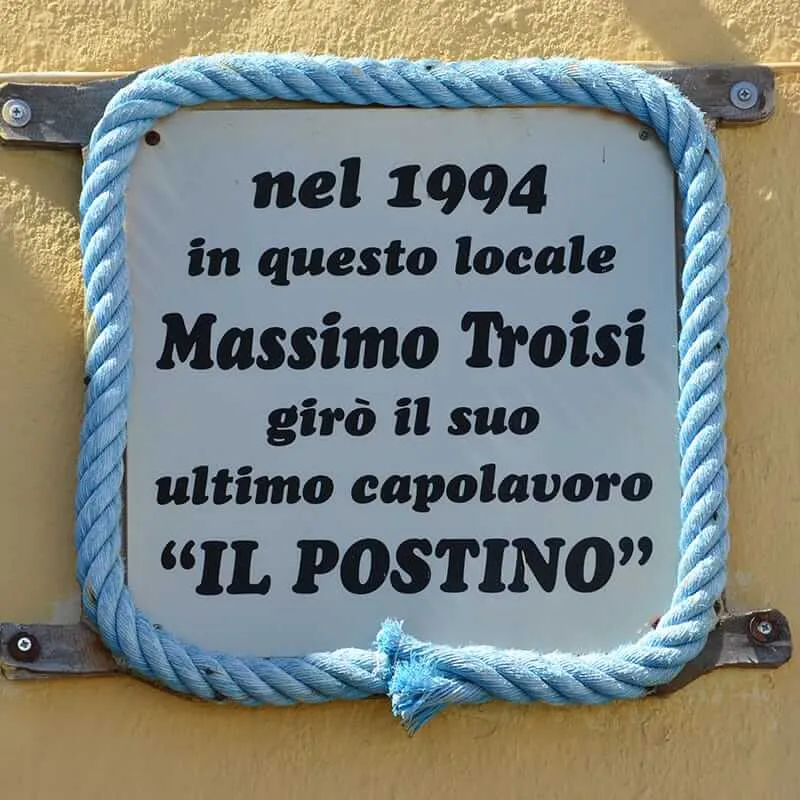 nel 1994
in questo locale
Massimo Troisi
girò il suo
ultimo capolavoro
“IL POSTINO”